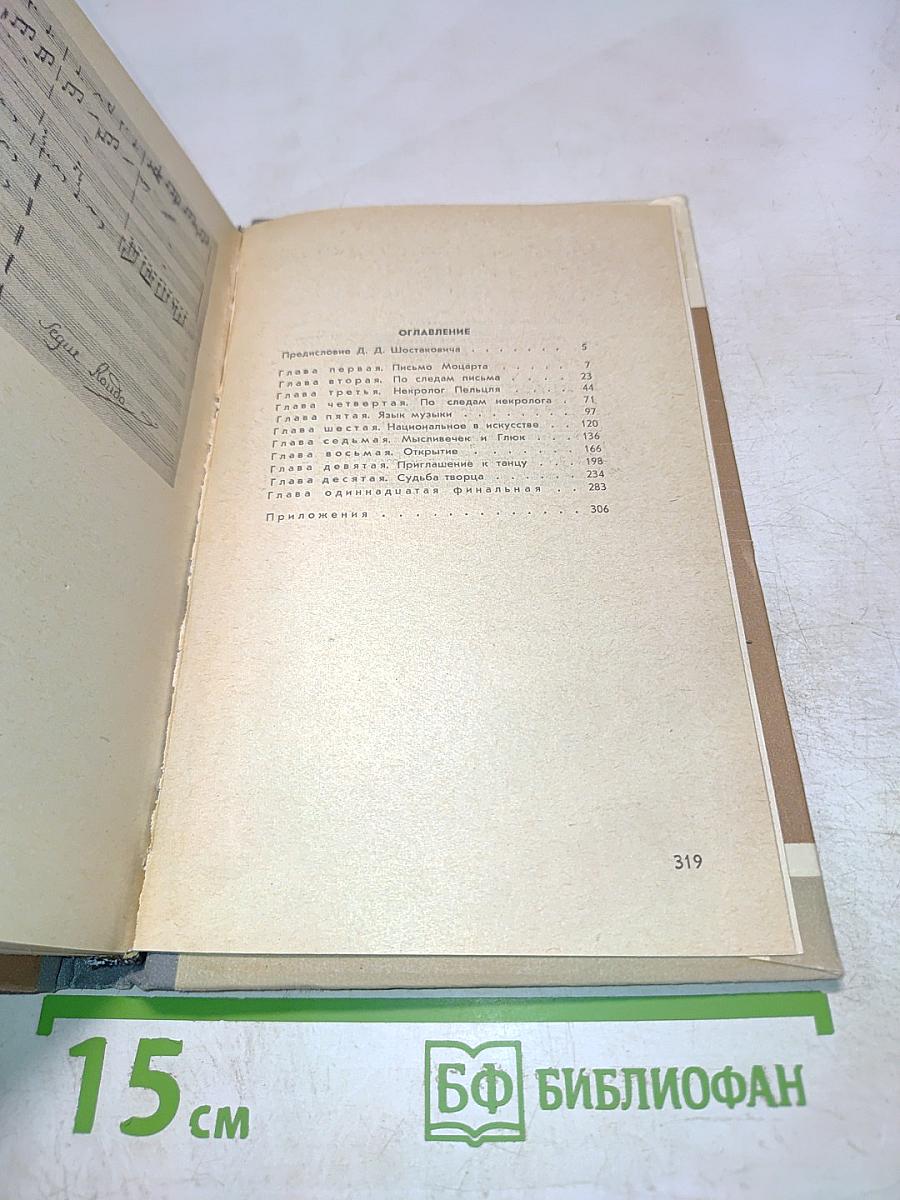 Segue Rondo
ОГЛАВЛЕНИЕ
Предисловие Д. Д. Шостаковича . . . . . . . 5
Глава первая. Письмо Моцарта . . . . . 7
Глава вторая. По следам письма . . . . 23
Глава третья. Некролог Пельцля . . . . . 44
Глава четвертая. По следам некролога . 71
Глава пятая. Язык музыки . . . . . . . 97
Глава шестая. Национальное в искусстве . . 120
Глава седьмая. Мысливечек и Глюк . . . 136
Глава восьмая. Открытие . . . . . . . 166
Глава девятая. Приглашение к танцу . . . 198
Глава десятая. Судьба творца . . . . . . 234
Глава одиннадцатая финальная . . . 283
Приложения . . . . . . . . . . . . . 306
319
15 см
БФ БИБЛИОФАН